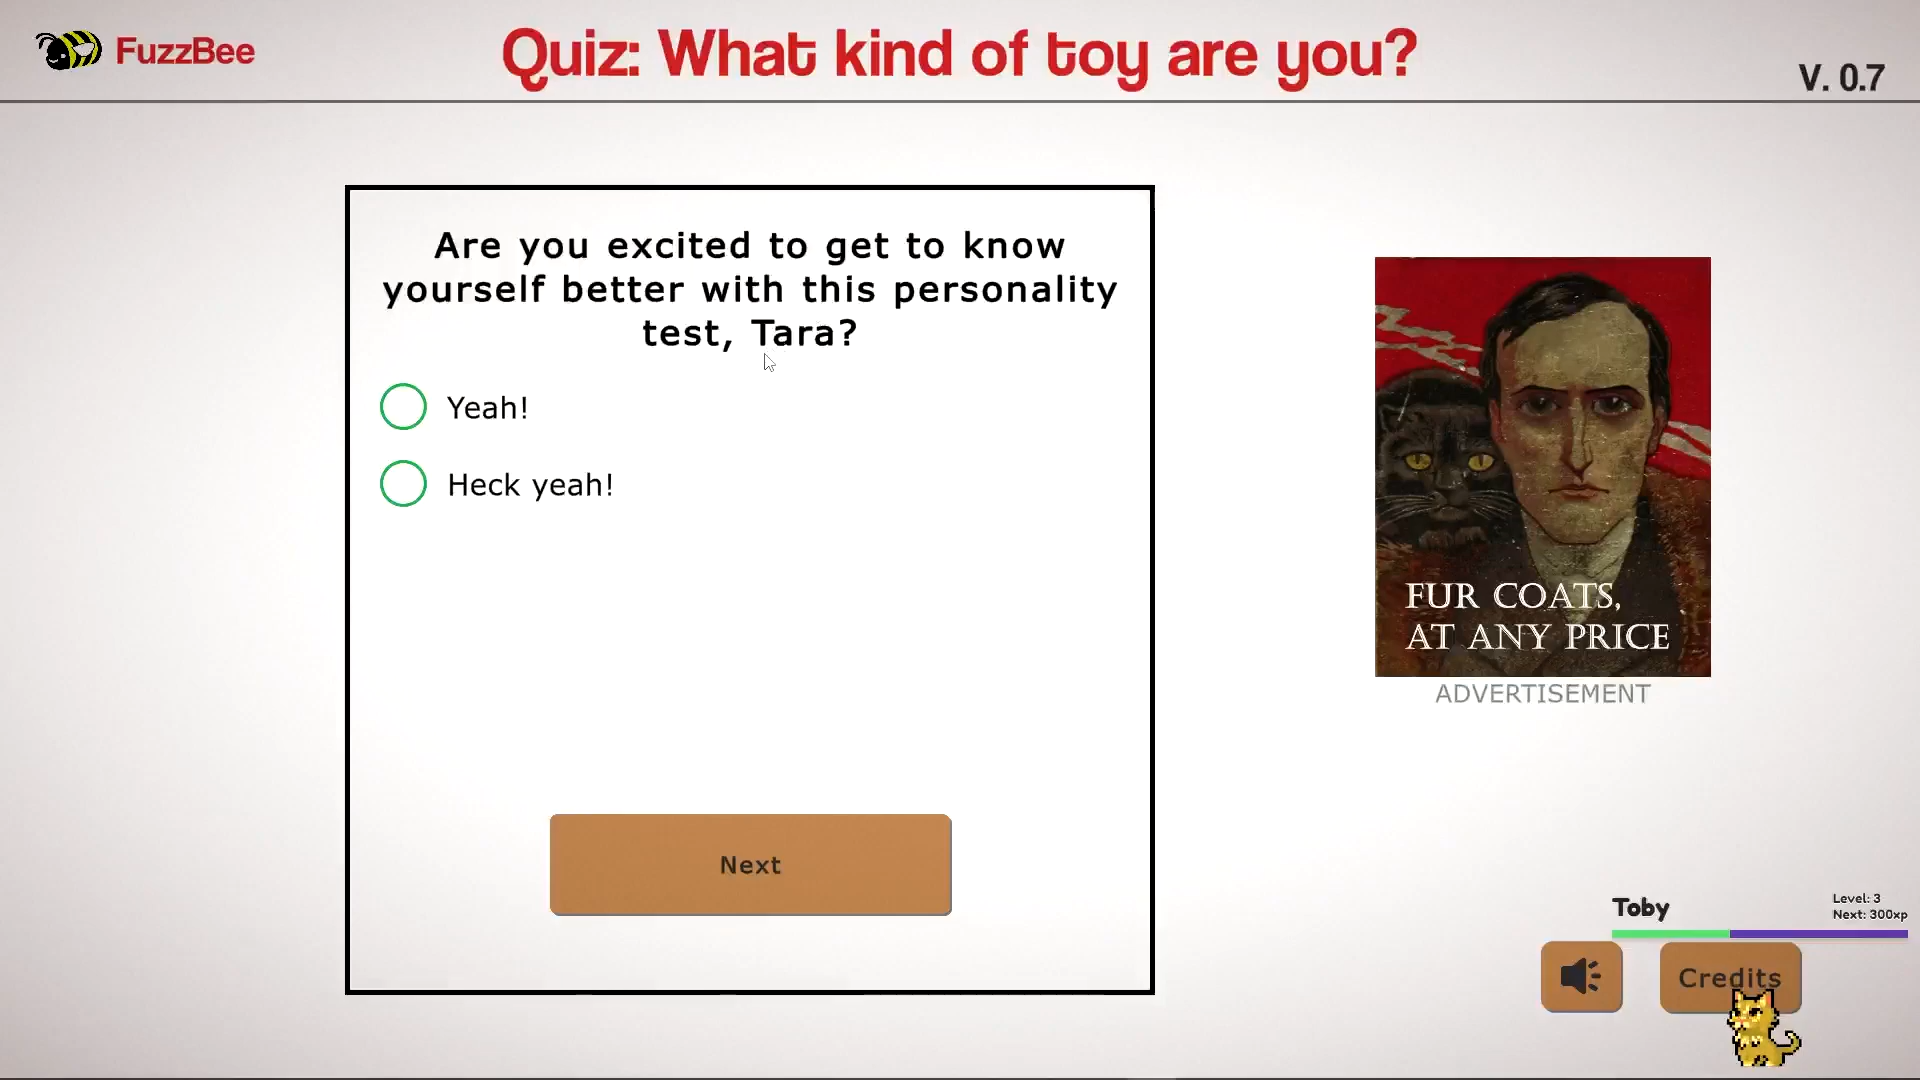 FuzzBee
Quiz: What kind of toy are you?
V. 0.7
Are you excited to get to know
yourself better with this personality
test, Tara?
Yeah!
Heck yeah!
Next
FUR COATS,
AT ANY PRICE
ADVERTISEMENT
Toby
Level: 3
Next: 300xp
Credits